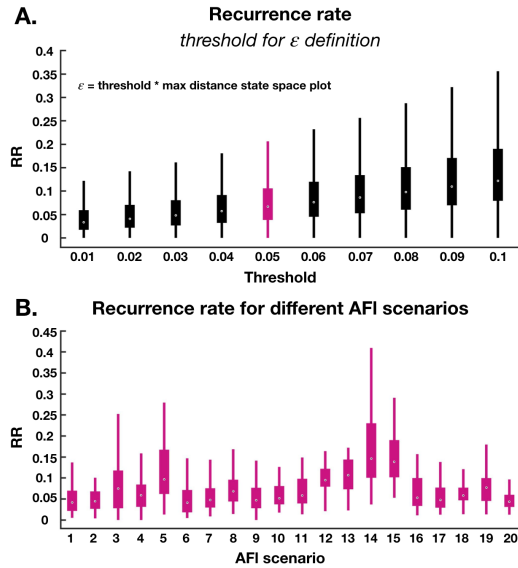 A.
Recurrence rate
threshold for ε definition
0.4
0.35
ε = threshold * max distance state space plot
0.3
0.25
0.2
0.15
0.1
0.05
0
RR
0.01 0.02 0.03 0.04 0.05 0.06 0.07 0.08 0.09 0.1
Threshold
B.
Recurrence rate for different AFI scenarios
0.45
0.4
0.35
0.3
0.25
0.2
0.15
0.1
0.05
0
RR
1 2 3 4 5 6 7 8 9 10 11 12 13 14 15 16 17 18 19 20
AFI scenario